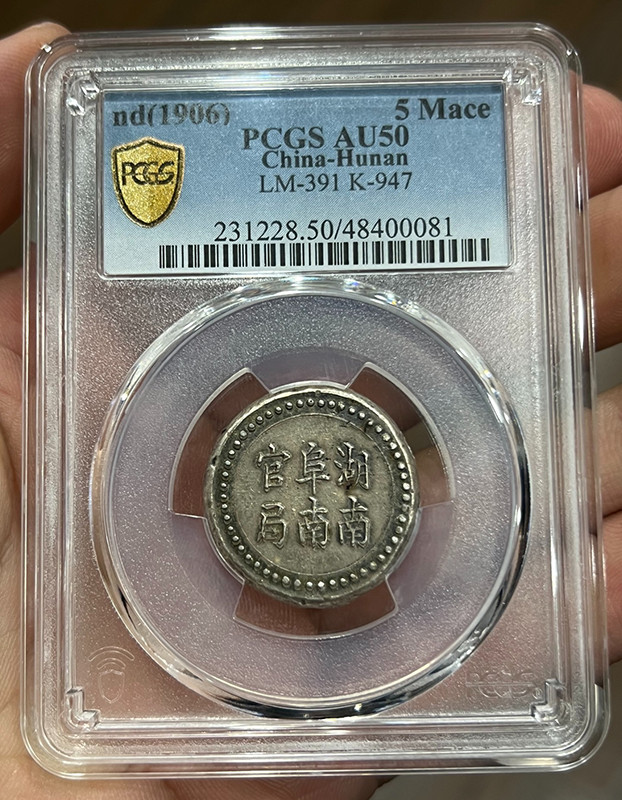 nd(1906) 5 Mace
PCGS AU50
China-Hunan
LM-391 K-947
PCGS
231228.50/48400081
湖南
阜南
官局
PCGS